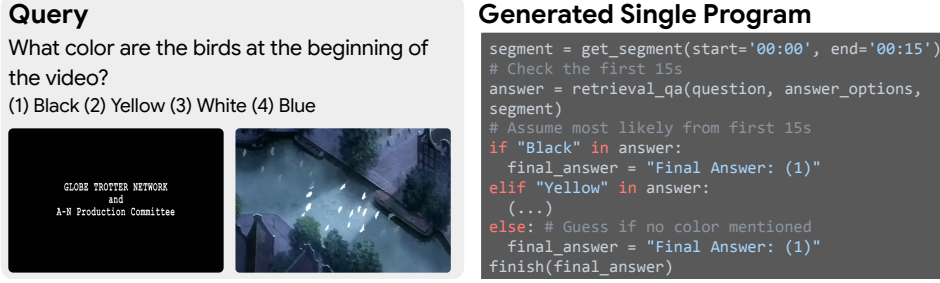 Query
What color are the birds at the beginning of
the video?
(1) Black (2) Yellow (3) White (4) Blue
GLOBE TROTTER NETWORK
and
A-N Production Committee
Generated Single Program
segment = get_segment(start='00:00', end='00:15')
# Check the first 15s
answer = retrieval_qa(question, answer_options,
segment)
# Assume most likely from first 15s
if "Black" in answer:
  final_answer = "Final Answer: (1)"
elif "Yellow" in answer:
  (...)
else: # Guess if no color mentioned
  final_answer = "Final Answer: (1)"
finish(final_answer)